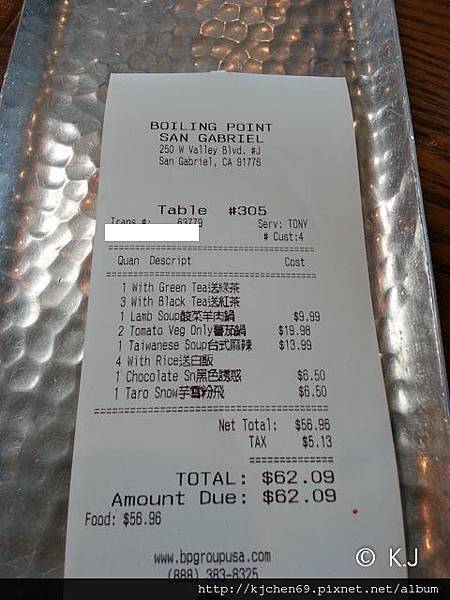 BOILING POINT
SAN GABRIEL
250 W Valley Blvd. #J
San Gabriel, CA 91776
Table #305
Trans #: 63779 Serv: TONY
# Cust:4
Quan Descript Cost
1 With Green Tea送綠茶
3 With Black Tea送紅茶
1 Lamb Soup酸菜羊肉鍋 $9.99
2 Tomato Veg Only蕃茄鍋 $19.98
1 Taiwanese Soup台式麻辣 $13.99
4 With Rice送白飯
1 Chocolate Sn黑色誘惑 $6.50
1 Taro Snow芋雪粉飛 $6.50
Net Total: $56.96
TAX $5.13
TOTAL: $62.09
Amount Due: $62.09
Food: $56.96
www.bpgroupusa.com
(888) 383-8325
© KJ
http://kjchen69.pixnet.net/album